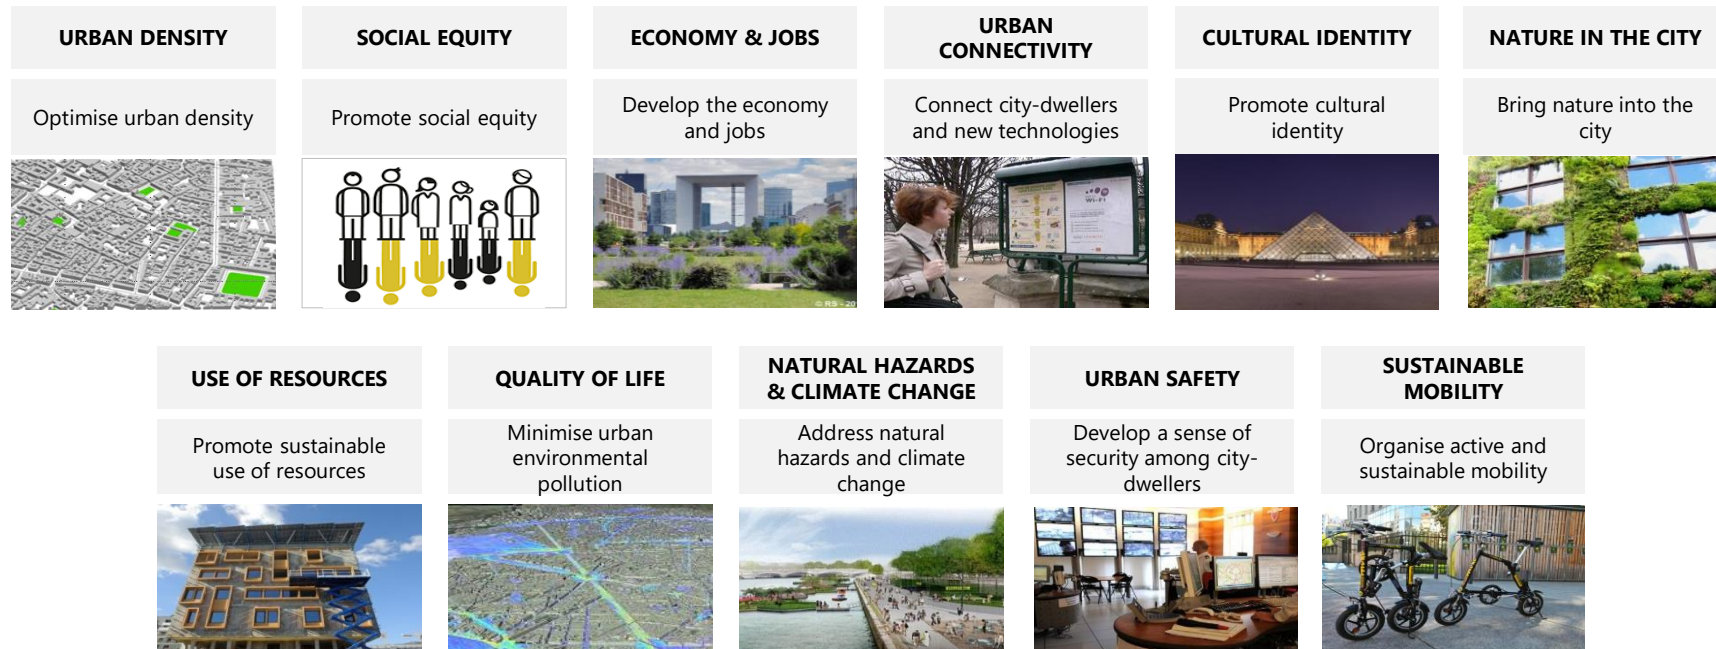 URBAN DENSITY
SOCIAL EQUITY
ECONOMY & JOBS
URBAN
CONNECTIVITY
CULTURAL IDENTITY
NATURE IN THE CITY
Optimise urban density
Promote social equity
Develop the economy
and jobs
Connect city-dwellers
and new technologies
Promote cultural
identity
Bring nature into the
city
Wi-Fi
© RS - 20
USE OF RESOURCES
QUALITY OF LIFE
NATURAL HAZARDS
& CLIMATE CHANGE
URBAN SAFETY
SUSTAINABLE
MOBILITY
Promote sustainable
use of resources
Minimise urban
environmental
pollution
Address natural
hazards and climate
change
Develop a sense of
security among city-
dwellers
Organise active and
sustainable mobility